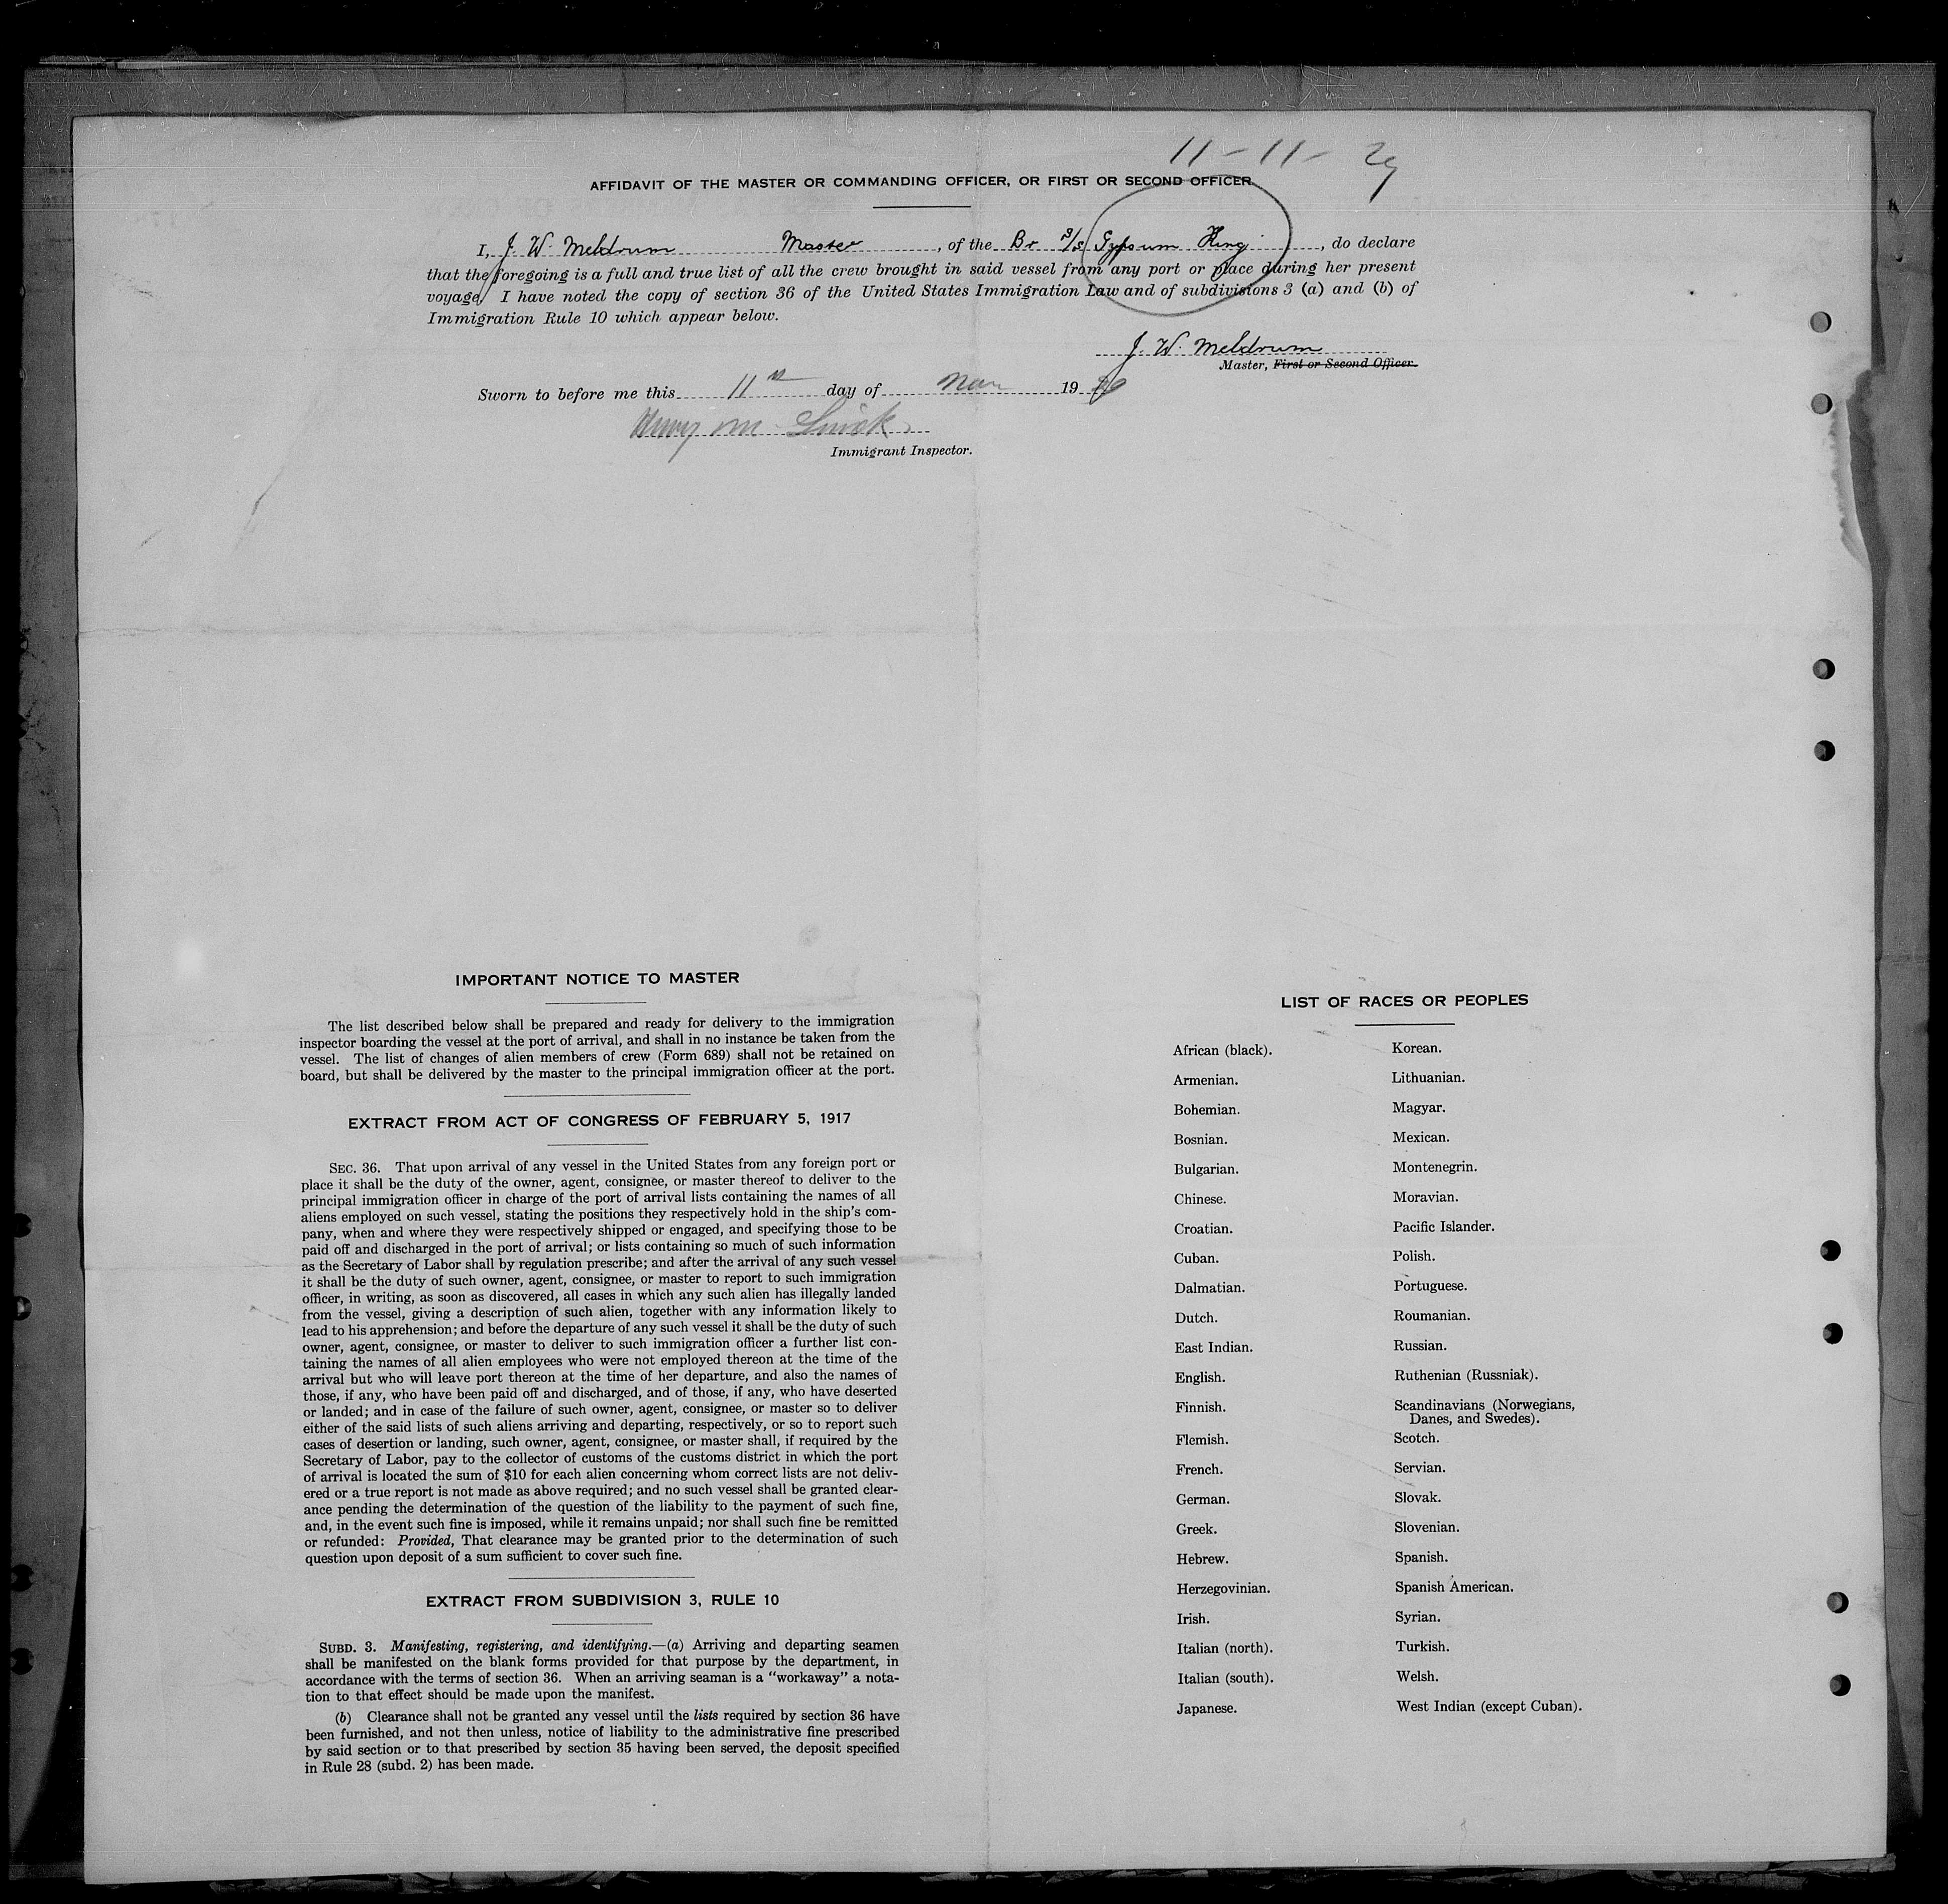 11-11-29
AFFIDAVIT OF THE MASTER OR COMMANDING OFFICER, OR FIRST OR SECOND OFFICER
I, J. W. Meldrum Master, of the Br S/S Gypsum King, do declare
that the foregoing is a full and true list of all the crew brought in said vessel from any port or place during her present
voyage. I have noted the copy of section 36 of the United States Immigration Law and of subdivisions 3 (a) and (b) of
Immigration Rule 10 which appear below.
J. W. Meldrum
Master, First or Second Officer.
Sworn to before me this 11th day of Nov 1929
Immigrant Inspector.
IMPORTANT NOTICE TO MASTER
The list described below shall be prepared and ready for delivery to the immigration
inspector boarding the vessel at the port of arrival, and shall in no instance be taken from the
vessel. The list of changes of alien members of crew (Form 689) shall not be retained on
board, but shall be delivered by the master to the principal immigration officer at the port.
EXTRACT FROM ACT OF CONGRESS OF FEBRUARY 5, 1917
SEC. 36. That upon arrival of any vessel in the United States from any foreign port or
place it shall be the duty of the owner, agent, consignee, or master thereof to deliver to the
principal immigration officer in charge of the port of arrival lists containing the names of all
aliens employed on such vessel, stating the positions they respectively hold in the ship's com-
pany, when and where they were respectively shipped or engaged, and specifying those to be
paid off and discharged in the port of arrival; or lists containing so much of such information
as the Secretary of Labor shall by regulation prescribe; and after the arrival of any such vessel
it shall be the duty of such owner, agent, consignee, or master to report to such immigration
officer, in writing, as soon as discovered, all cases in which any such alien has illegally landed
from the vessel, giving a description of such alien, together with any information likely to
lead to his apprehension; and before the departure of any such vessel it shall be the duty of such
owner, agent, consignee, or master to deliver to such immigration officer a further list con-
taining the names of all alien employees who were not employed thereon at the time of the
arrival but who will leave port thereon at the time of her departure, and also the names of
those, if any, who have been paid off and discharged, and of those, if any, who have deserted
or landed; and in case of the failure of such owner, agent, consignee, or master so to deliver
either of the said lists of such aliens arriving and departing, respectively, or so to report such
cases of desertion or landing, such owner, agent, consignee, or master shall, if required by the
Secretary of Labor, pay to the collector of customs of the customs district in which the port
of arrival is located the sum of $10 for each alien concerning whom correct lists are not deliv-
ered or a true report is not made as above required; and no such vessel shall be granted clear-
ance pending the determination of the question of the liability to the payment of such fine,
and, in the event such fine is imposed, while it remains unpaid; nor shall such fine be remitted
or refunded: Provided, That clearance may be granted prior to the determination of such
question upon deposit of a sum sufficient to cover such fine.
EXTRACT FROM SUBDIVISION 3, RULE 10
SUBD. 3. Manifesting, registering, and identifying.—(a) Arriving and departing seamen
shall be manifested on the blank forms provided for that purpose by the department, in
accordance with the terms of section 36. When an arriving seaman is a "workaway" a nota-
tion to that effect should be made upon the manifest.
(b) Clearance shall not be granted any vessel until the lists required by section 36 have
been furnished, and not then unless, notice of liability to the administrative fine prescribed
by said section or to that prescribed by section 35 having been served, the deposit specified
in Rule 28 (subd. 2) has been made.
LIST OF RACES OR PEOPLES
African (black). Korean.
Armenian. Lithuanian.
Bohemian. Magyar.
Bosnian. Mexican.
Bulgarian. Montenegrin.
Chinese. Moravian.
Croatian. Pacific Islander.
Cuban. Polish.
Dalmatian. Portuguese.
Dutch. Roumanian.
East Indian. Russian.
English. Ruthenian (Russniak).
Finnish. Scandinavians (Norwegians,
Danes, and Swedes).
Flemish. Scotch.
French. Servian.
German. Slovak.
Greek. Slovenian.
Hebrew. Spanish.
Herzegovinian. Spanish American.
Irish. Syrian.
Italian (north). Turkish.
Italian (south). Welsh.
Japanese. West Indian (except Cuban).